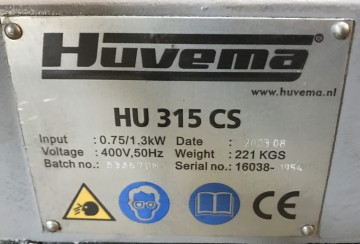 Huvema®
www.huvema.nl
HU 315 CS
Input : 0.75/1.3kW Date :
Voltage : 400V,50Hz Weight : 221 KGS
Batch no.: Serial no.: 16038-
CE